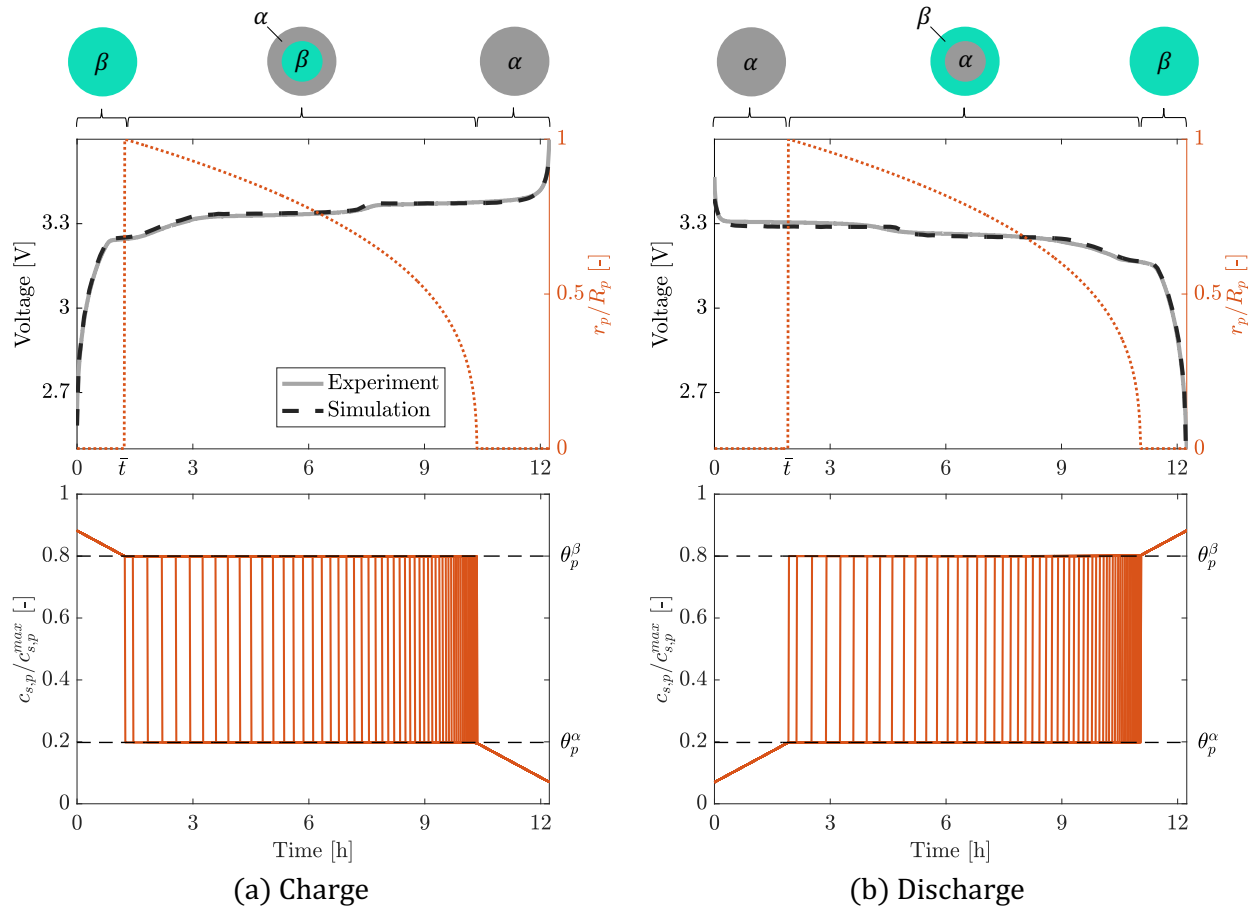 α
β
β
α
α
β
α
β
Voltage [V]
3.3
3
2.7
Experiment
Simulation
0 t̄ 3 6 9 12
1
0.5
0
r_p/R_p [-]
Voltage [V]
3.3
3
2.7
0 t̄ 3 6 9 12
1
0.5
0
r_p/R_p [-]
c_{s,p}/c_{s,p}^{max} [-]
1
0.8
0.6
0.4
0.2
0
θ_p^β
θ_p^α
0 3 6 9 12
Time [h]
c_{s,p}/c_{s,p}^{max} [-]
1
0.8
0.6
0.4
0.2
0
θ_p^β
θ_p^α
0 3 6 9 12
Time [h]
(a) Charge
(b) Discharge